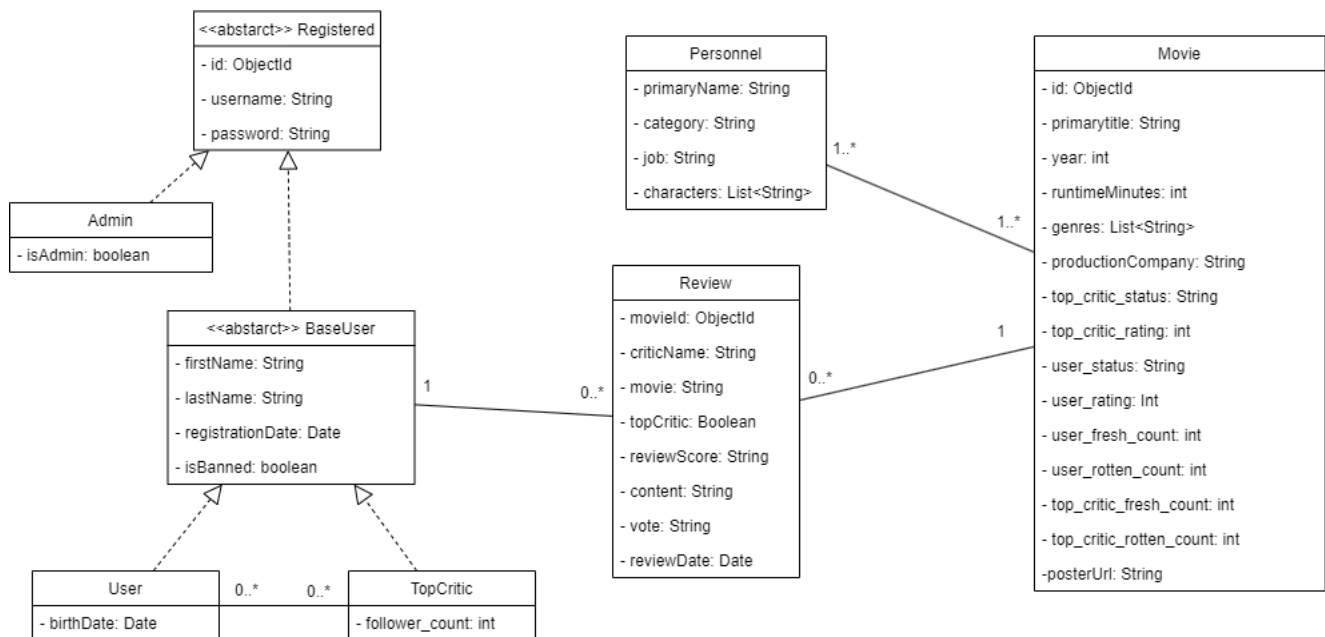 <<abstarct>> Registered
- id: ObjectId
- username: String
- password: String
Admin
- isAdmin: boolean
<<abstarct>> BaseUser
- firstName: String
- lastName: String
- registrationDate: Date
- isBanned: boolean
1
0..*
User
- birthDate: Date
0..*
0..*
TopCritic
- follower_count: int
Personnel
- primaryName: String
- category: String
- job: String
- characters: List<String>
1..*
1..*
Review
- movieId: ObjectId
- criticName: String
- movie: String
- topCritic: Boolean
- reviewScore: String
- content: String
- vote: String
- reviewDate: Date
0..*
1
Movie
- id: ObjectId
- primarytitle: String
- year: int
- runtimeMinutes: int
- genres: List<String>
- productionCompany: String
- top_critic_status: String
- top_critic_rating: int
- user_status: String
- user_rating: Int
- user_fresh_count: int
- user_rotten_count: int
- top_critic_fresh_count: int
- top_critic_rotten_count: int
-posterUrl: String